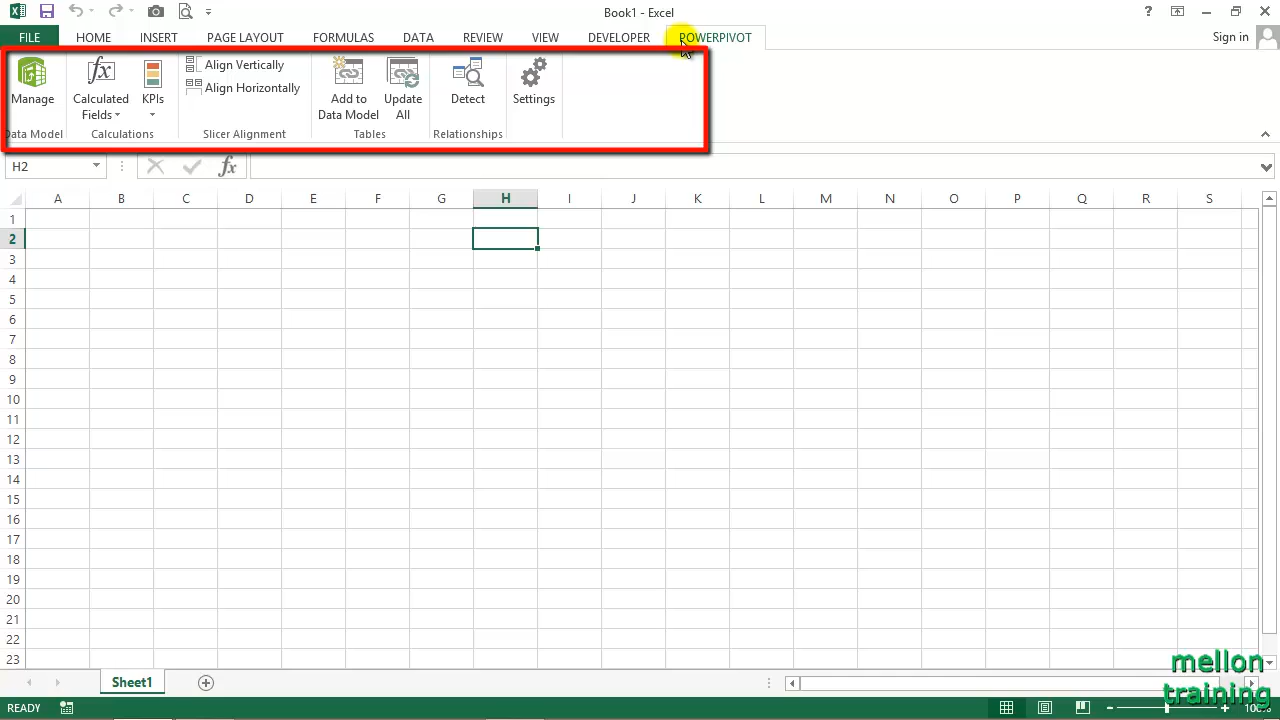 Book1 - Excel
?
FILE HOME INSERT PAGE LAYOUT FORMULAS DATA REVIEW VIEW DEVELOPER POWERPIVOT Sign in
Manage
Data Model
Calculated
Fields
KPIs
Calculations
Align Vertically
Align Horizontally
Slicer Alignment
Add to
Data Model
Update
All
Tables
Detect
Relationships
Settings
H2
fx
A B C D E F G H I J K L M N O P Q R S
1
2
3
4
5
6
7
8
9
10
11
12
13
14
15
16
17
18
19
20
21
22
23
Sheet1
READY
100%
mellon
training